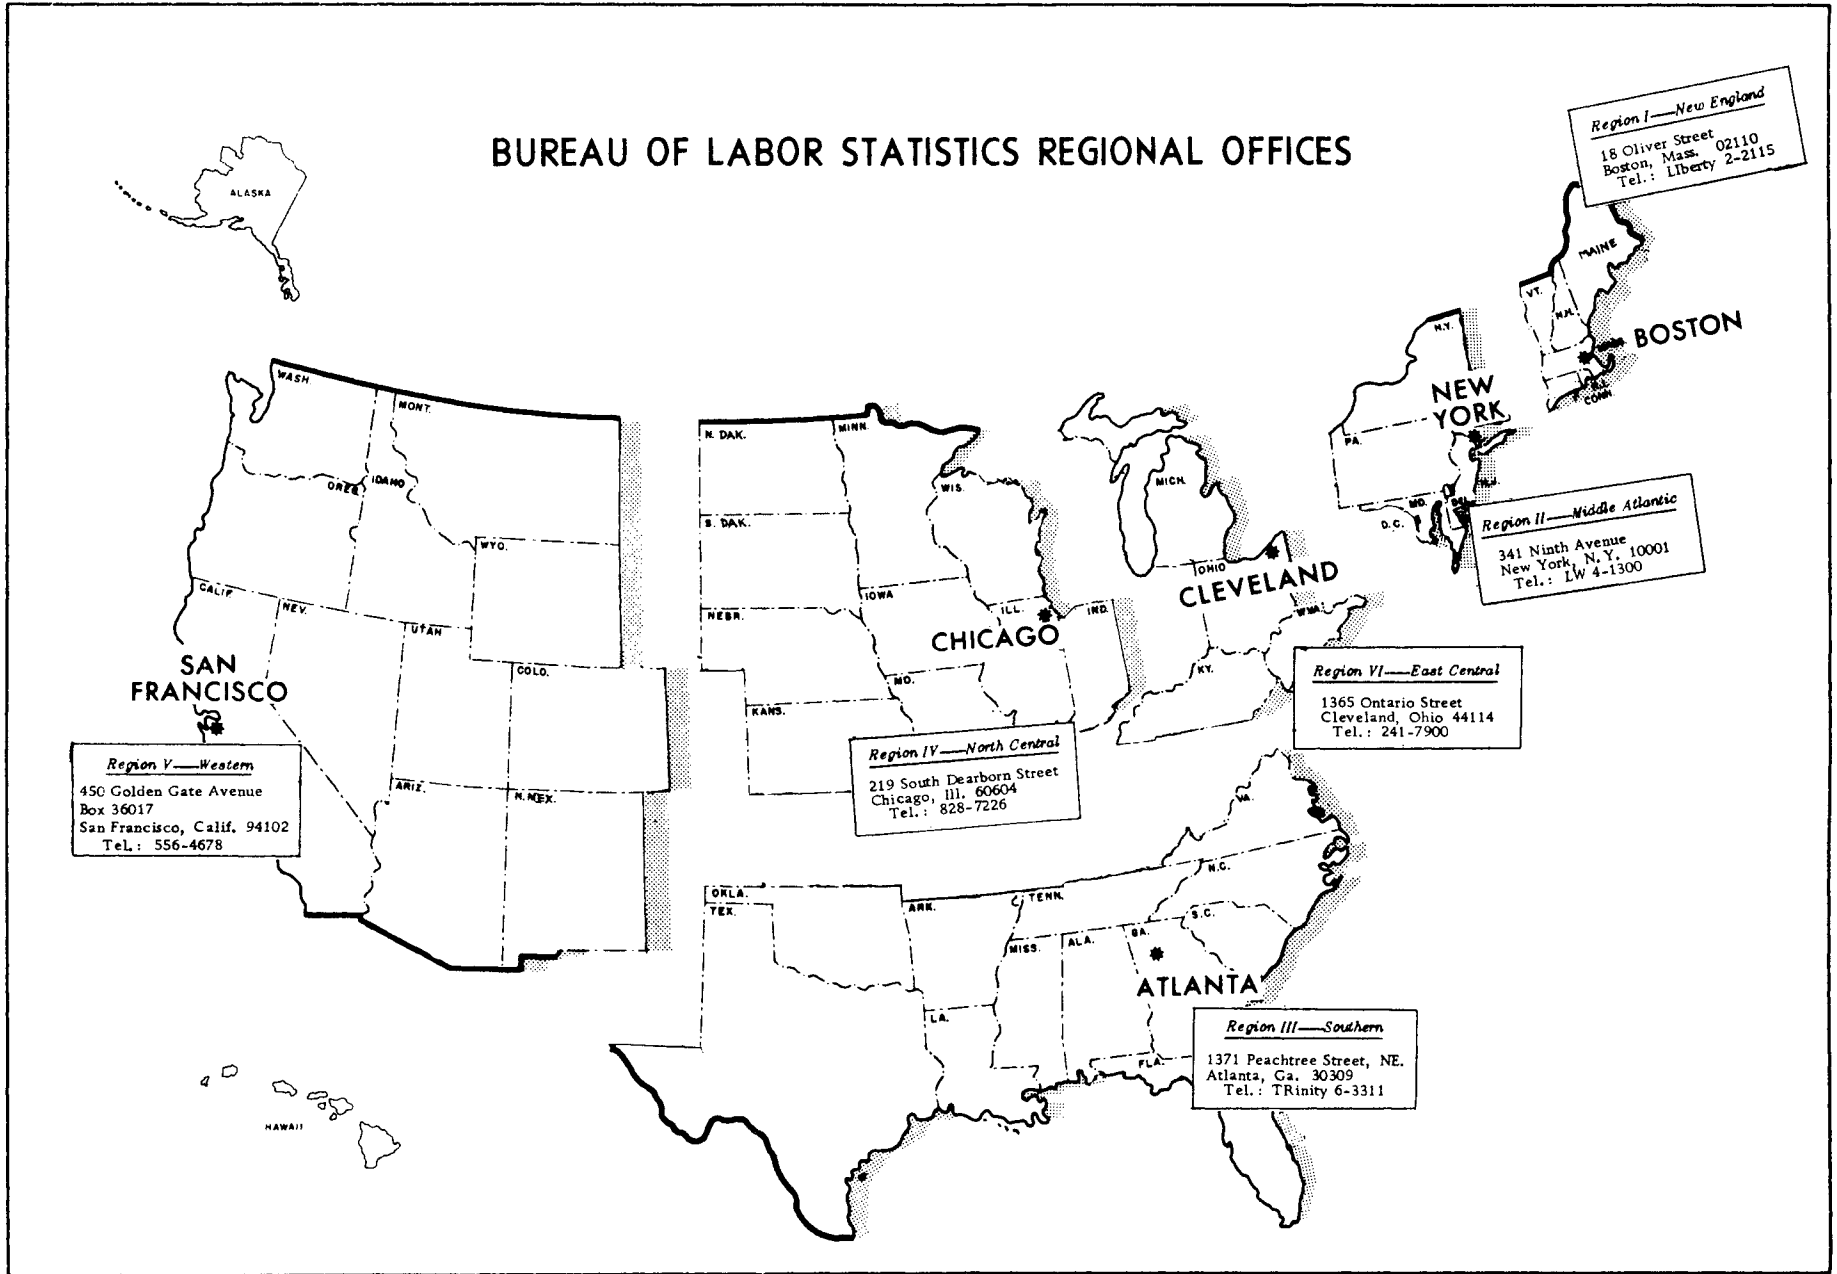 BUREAU OF LABOR STATISTICS REGIONAL OFFICES
Region I—New England
18 Oliver Street
Boston, Mass. 02110
Tel.: LIberty 2-2115
ALASKA
MAINE
VT.
N.H.
BOSTON
R.I.
CONN.
N.Y.
NEW
YORK
PA.
N.J.
MD.
DEL.
D.C.
Region II—Middle Atlantic
341 Ninth Avenue
New York, N.Y. 10001
Tel.: LW 4-1300
WASH.
MONT.
OREG.
IDAHO
WYO.
CALIF.
NEV.
UTAH
COLO.
ARIZ.
N. MEX.
SAN
FRANCISCO
Region V—Western
450 Golden Gate Avenue
Box 36017
San Francisco, Calif. 94102
Tel.: 556-4678
N. DAK.
MINN.
S. DAK.
WIS.
NEBR.
IOWA
ILL.
IND.
CHICAGO
MO.
KANS.
Region IV—North Central
219 South Dearborn Street
Chicago, Ill. 60604
Tel.: 828-7226
MICH.
OHIO
CLEVELAND
W.VA.
KY.
Region VI—East Central
1365 Ontario Street
Cleveland, Ohio 44114
Tel.: 241-7900
VA.
N.C.
OKLA.
TEX.
ARK.
TENN.
S.C.
MISS.
ALA.
GA.
ATLANTA
LA.
FLA.
Region III—Southern
1371 Peachtree Street, NE.
Atlanta, Ga. 30309
Tel.: TRinity 6-3311
HAWAII